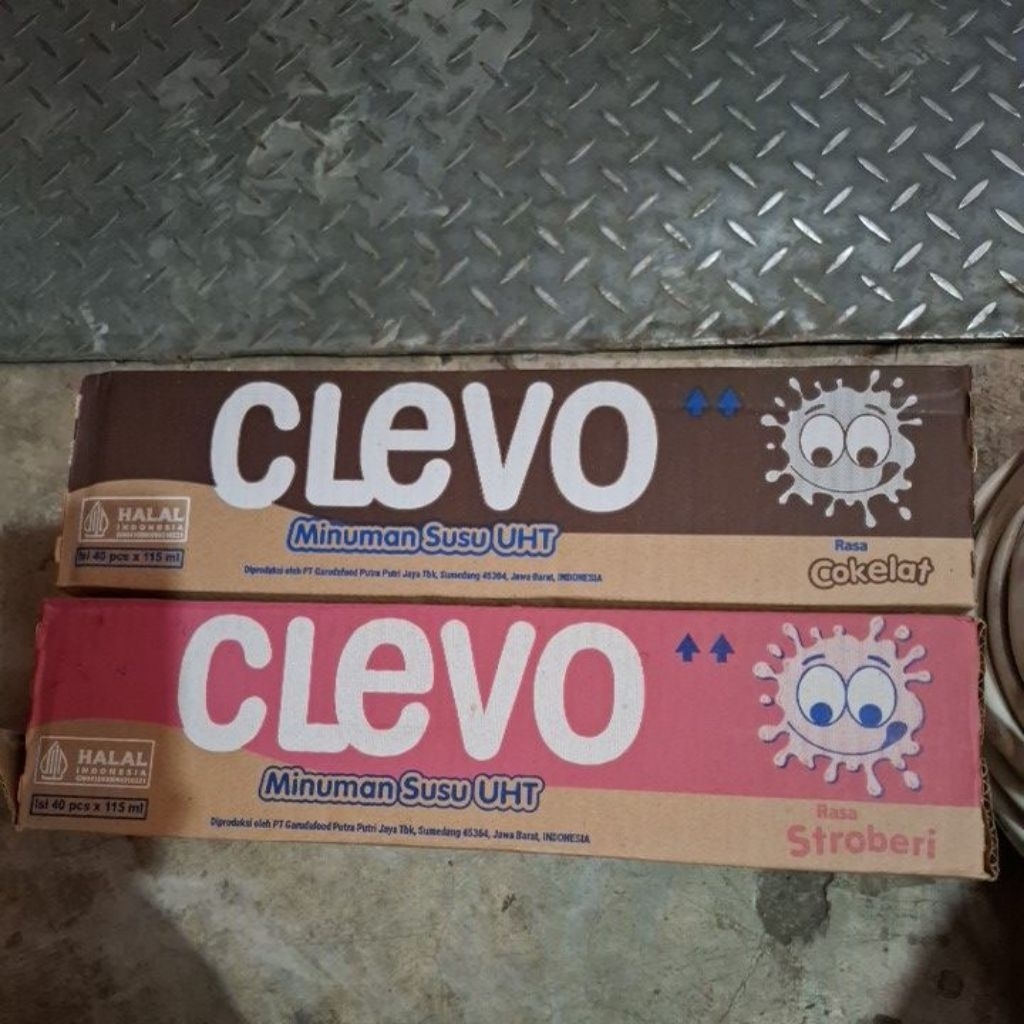 CLEVO
HALAL
INDONESIA
Minuman Susu UHT
Isi 40 pcs x 115 ml
Diproduksi oleh PT Garudafood Putra Putri Jaya Tbk, Sumedang 45364, Jawa Barat, INDONESIA
Rasa
Cokelat
CLEVO
HALAL
INDONESIA
Minuman Susu UHT
Isi 40 pcs x 115 ml
Diproduksi oleh PT Garudafood Putra Putri Jaya Tbk, Sumedang 45364, Jawa Barat, INDONESIA
Rasa
Stroberi